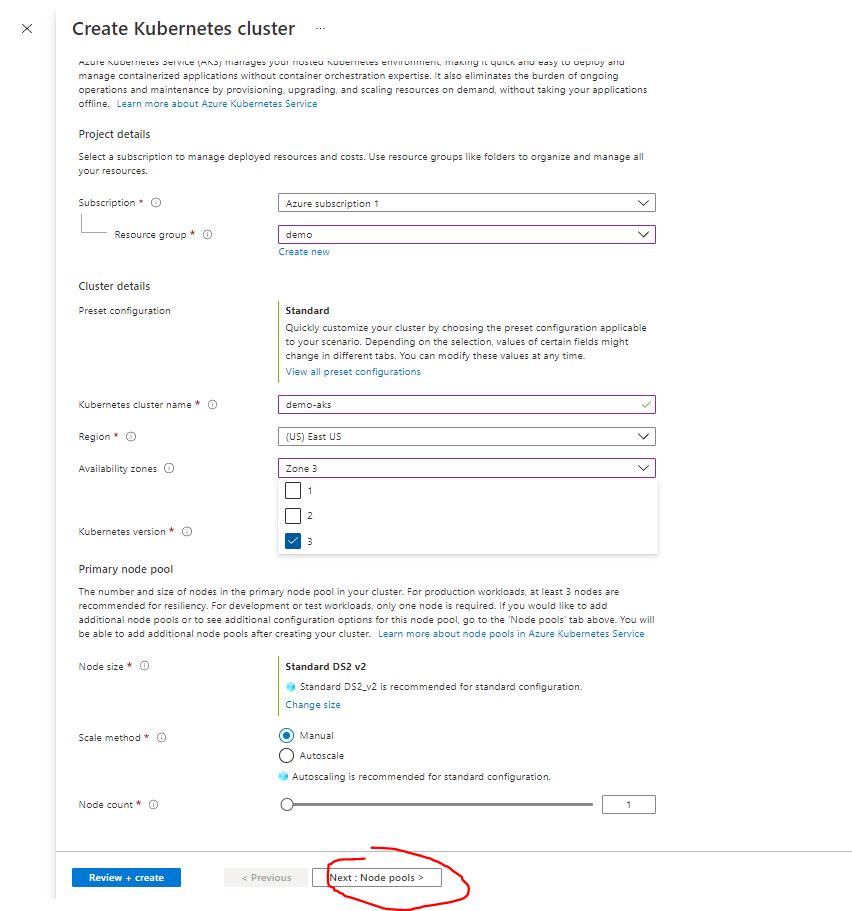 Create Kubernetes cluster ...
Azure Kubernetes Service (AKS) manages your hosted Kubernetes environment, making it quick and easy to deploy and
manage containerized applications without container orchestration expertise. It also eliminates the burden of ongoing
operations and maintenance by provisioning, upgrading, and scaling resources on demand, without taking your applications
offline. Learn more about Azure Kubernetes Service
Project details
Select a subscription to manage deployed resources and costs. Use resource groups like folders to organize and manage all
your resources.
Subscription * Azure subscription 1
Resource group * demo
Create new
Cluster details
Preset configuration Standard
Quickly customize your cluster by choosing the preset configuration applicable
to your scenario. Depending on the selection, values of certain fields might
change in different tabs. You can modify these values at any time.
View all preset configurations
Kubernetes cluster name * demo-aks
Region * (US) East US
Availability zones Zone 3
1
2
Kubernetes version *
3
Primary node pool
The number and size of nodes in the primary node pool in your cluster. For production workloads, at least 3 nodes are
recommended for resiliency. For development or test workloads, only one node is required. If you would like to add
additional node pools or to see additional configuration options for this node pool, go to the 'Node pools' tab above. You will
be able to add additional node pools after creating your cluster. Learn more about node pools in Azure Kubernetes Service
Node size * Standard DS2 v2
Standard DS2_v2 is recommended for standard configuration.
Change size
Scale method * Manual
Autoscale
Autoscaling is recommended for standard configuration.
Node count * 1
Review + create < Previous Next : Node pools >